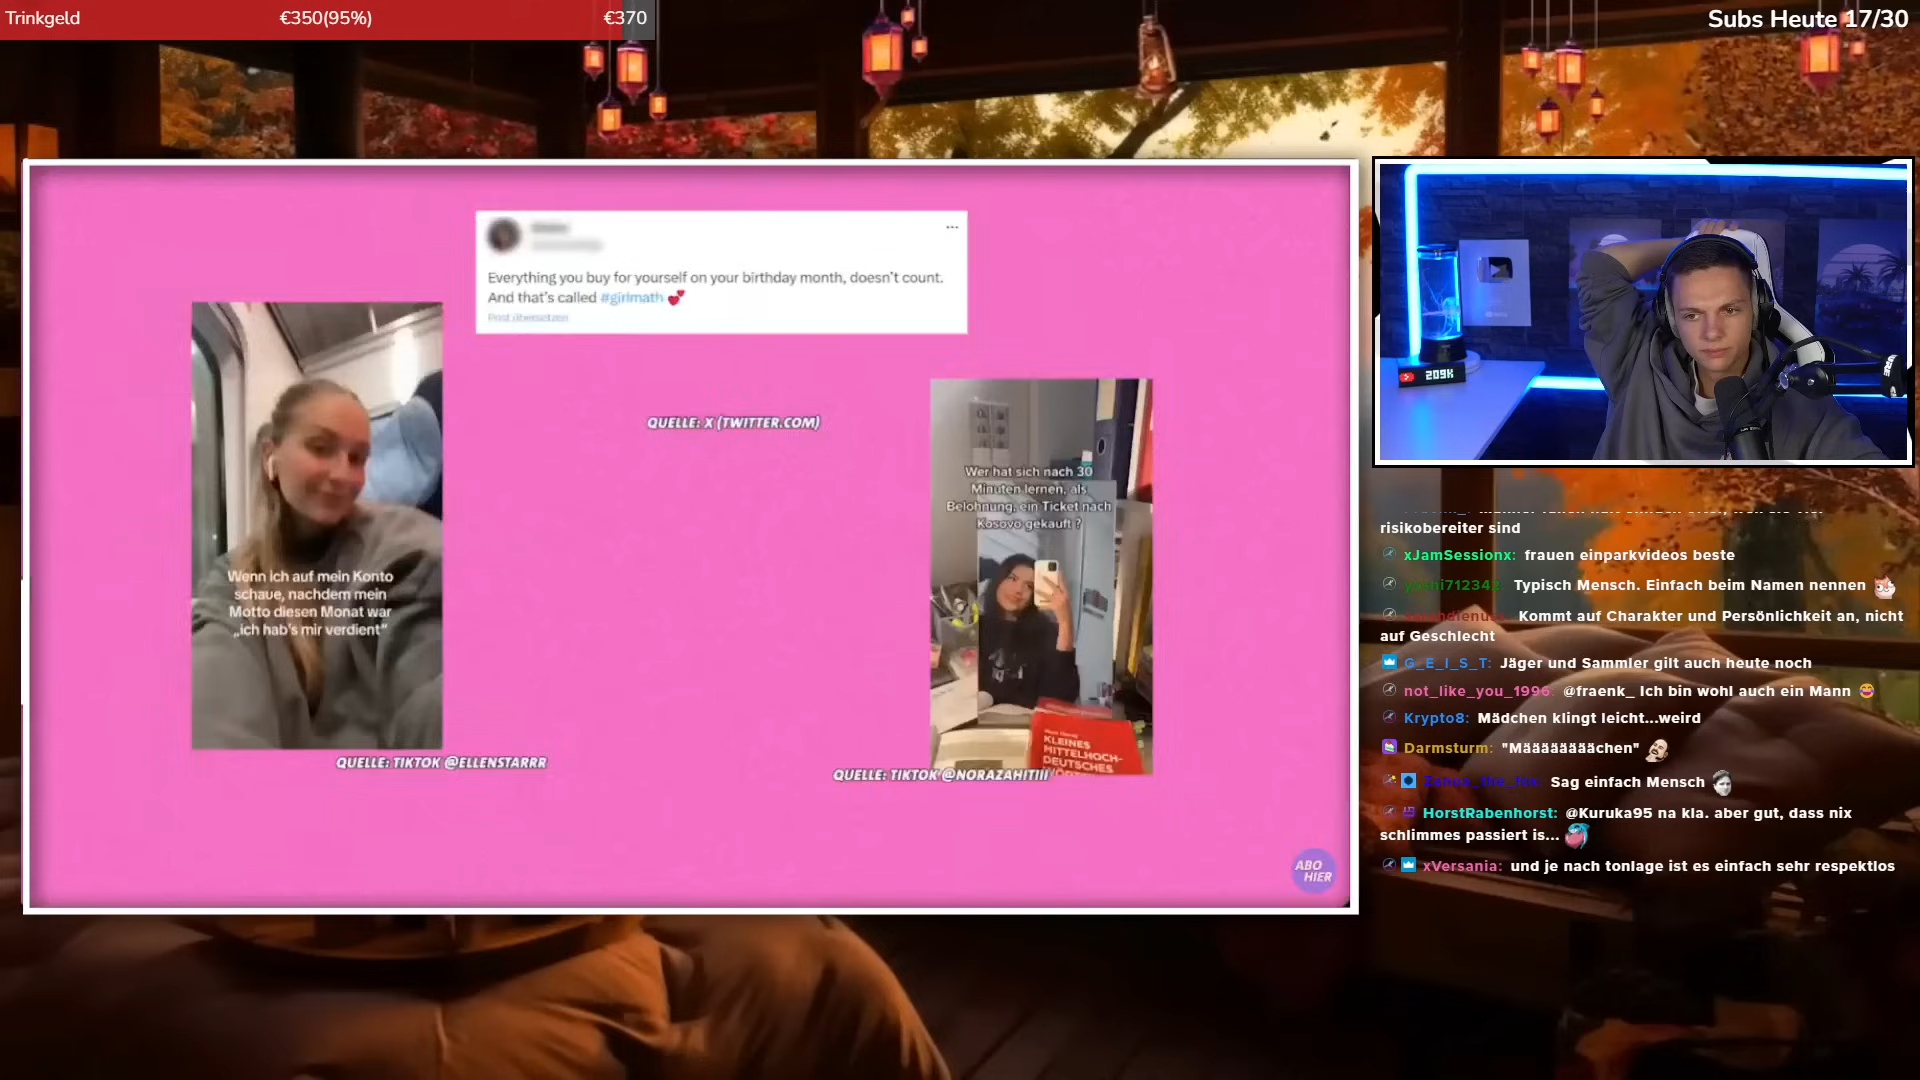 Trinkgeld €350(95%) €370
Subs Heute 17/30
Everything you buy for yourself on your birthday month, doesn't count.
And that's called #girlmath 💕
Post übersetzen
QUELLE: X (TWITTER.COM)
Wenn ich auf mein Konto
schaue, nachdem mein
Motto diesen Monat war
„ich hab's mir verdient"
QUELLE: TIKTOK @ELLENSTARRR
Wer hat sich nach 30
Minuten lernen, als
Belohnung, ein Ticket nach
Kosovo gekauft ?
KLEINES
MITTELHOCH-
DEUTSCHES
QUELLE: TIKTOK @NORAZAHITIII
ABO
HIER
209K
risikobereiter sind
xJamSessionx: frauen einparkvideos beste
Typisch Mensch. Einfach beim Namen nennen
Kommt auf Charakter und Persönlichkeit an, nicht
auf Geschlecht
G_E_I_S_T: Jäger und Sammler gilt auch heute noch
not_like_you_1996: @fraenk_ Ich bin wohl auch ein Mann 😄
Krypto8: Mädchen klingt leicht...weird
Darmsturm: "Määääääääächen"
Sag einfach Mensch
HorstRabenhorst: @Kuruka95 na kla. aber gut, dass nix
schlimmes passiert is...
xVersania: und je nach tonlage ist es einfach sehr respektlos